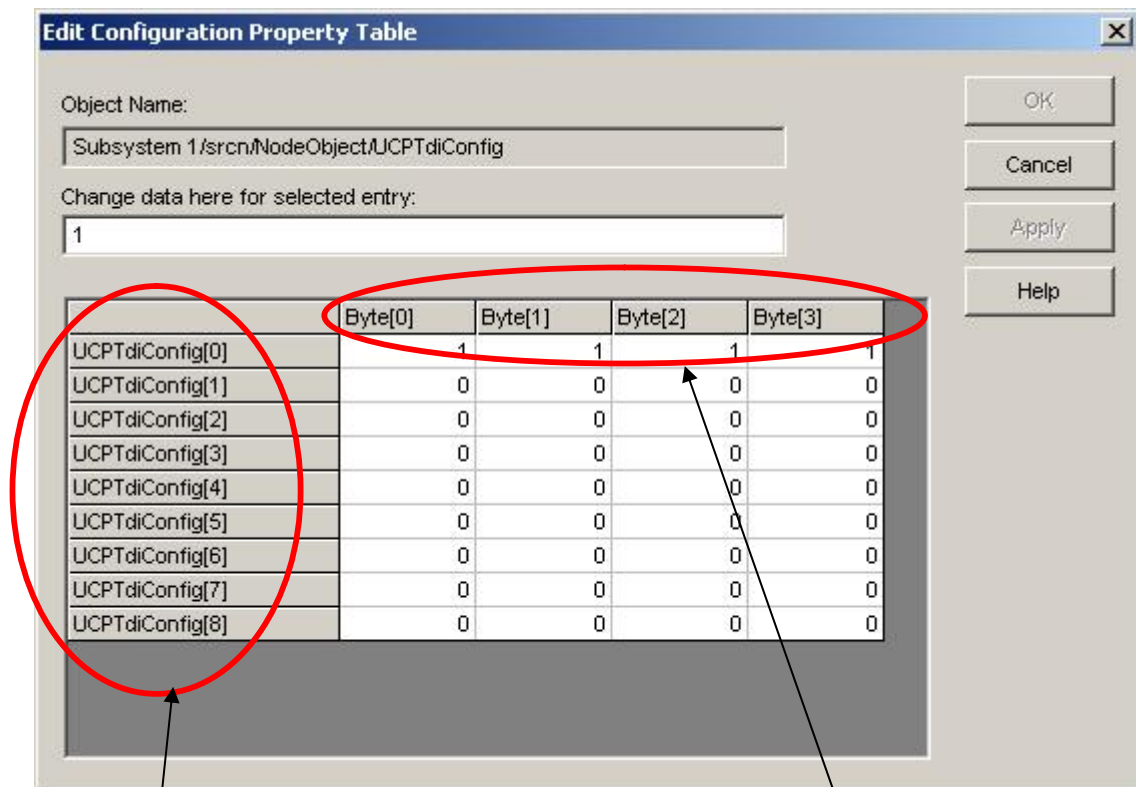 Edit Configuration Property Table
Object Name:
OK
Subsystem 1/srcn/NodeObject/UCPTdiConfig
Cancel
Change data here for selected entry:
1
Apply
Help
Byte[0] Byte[1] Byte[2] Byte[3]
UCPTdiConfig[0] 1 1 1 1
UCPTdiConfig[1] 0 0 0 0
UCPTdiConfig[2] 0 0 0 0
UCPTdiConfig[3] 0 0 0 0
UCPTdiConfig[4] 0 0 0 0
UCPTdiConfig[5] 0 0 0 0
UCPTdiConfig[6] 0 0 0 0
UCPTdiConfig[7] 0 0 0 0
UCPTdiConfig[8] 0 0 0 0